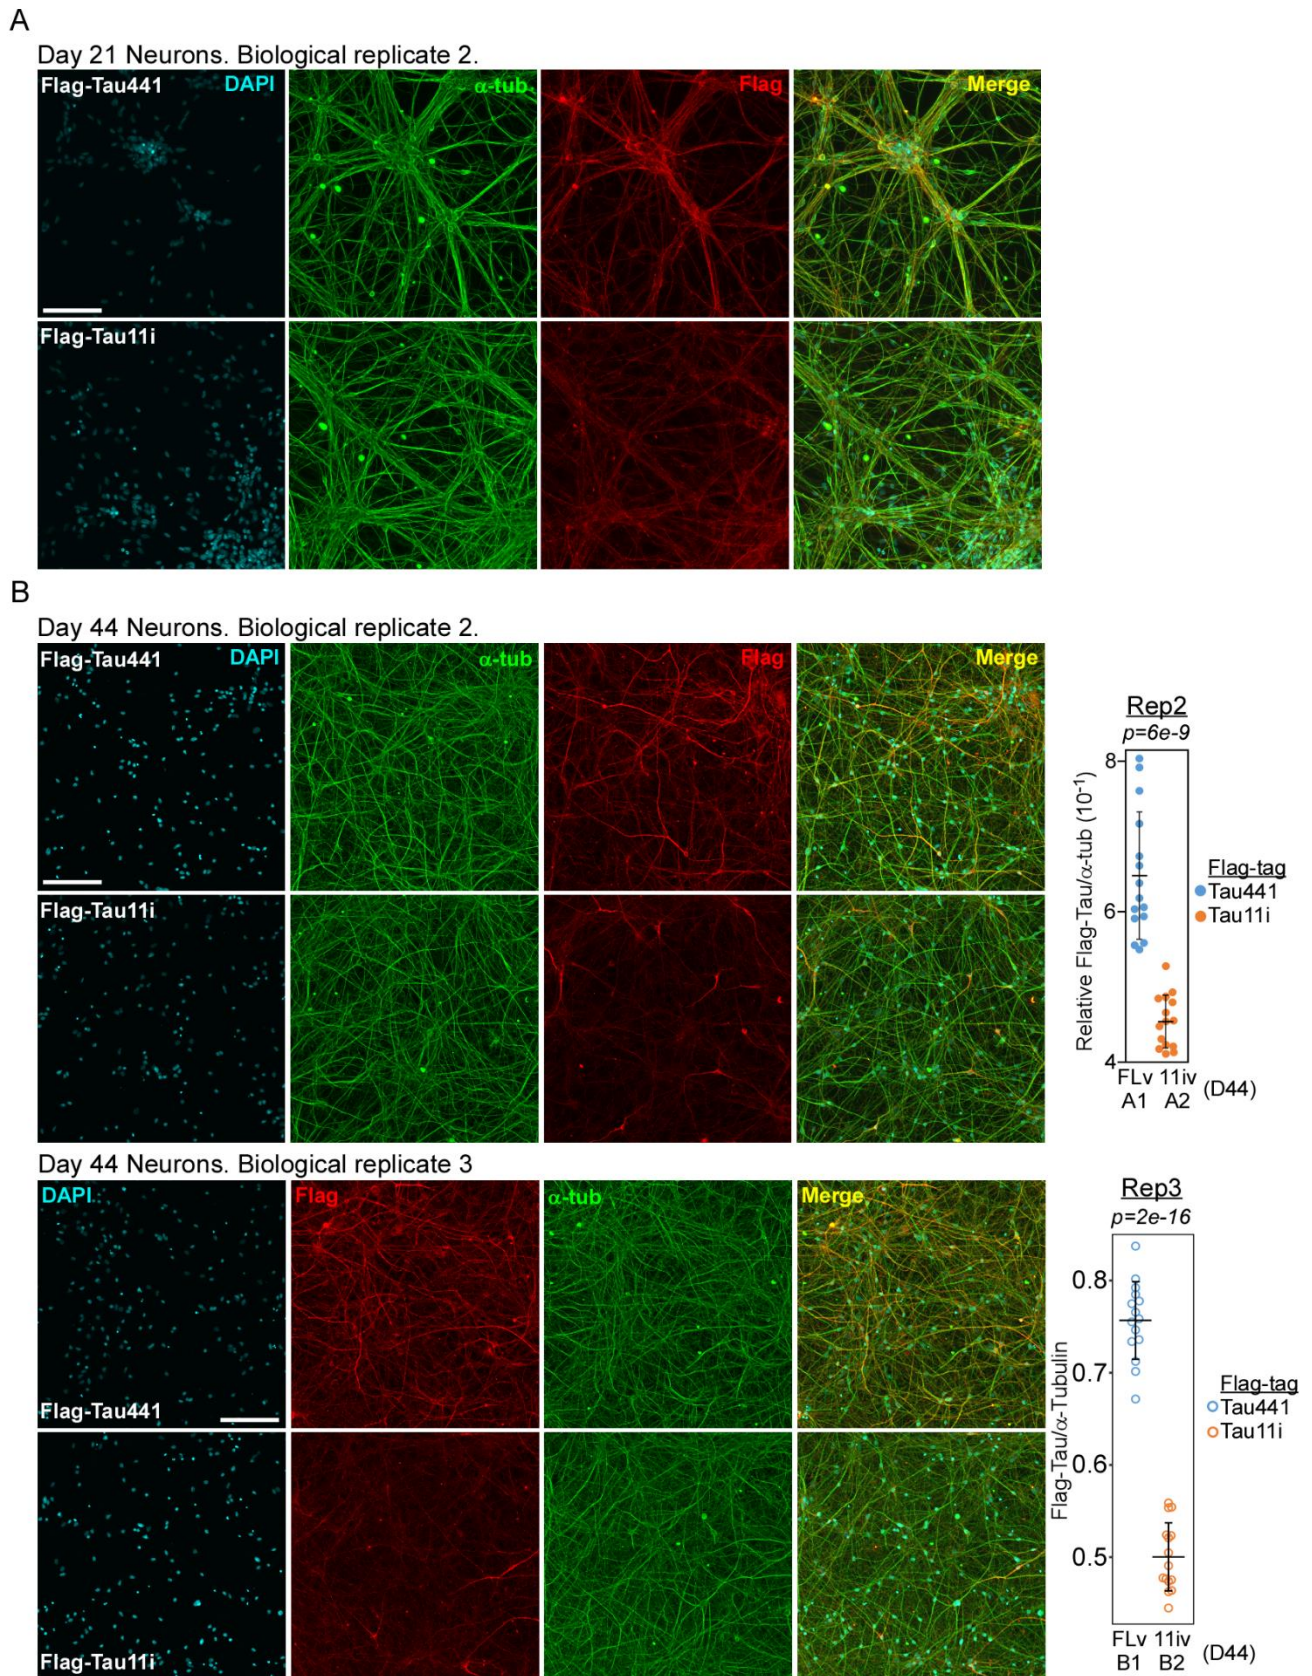 A
Day 21 Neurons. Biological replicate 2.
Flag-Tau441 DAPI α-tub Flag Merge
Flag-Tau11i
B
Day 44 Neurons. Biological replicate 2.
Flag-Tau441 DAPI α-tub Flag Merge
Flag-Tau11i
Rep2
p=6e-9
Relative Flag-Tau/α-tub (10⁻¹)
8
6
4
Flag-tag
Tau441
Tau11i
FLv 11iv
A1 A2 (D44)
Day 44 Neurons. Biological replicate 3
DAPI Flag α-tub Merge
Flag-Tau441
Flag-Tau11i
Rep3
p=2e-16
Flag-Tau/α-Tubulin
0.8
0.7
0.6
0.5
Flag-tag
Tau441
Tau11i
FLv 11iv
B1 B2 (D44)